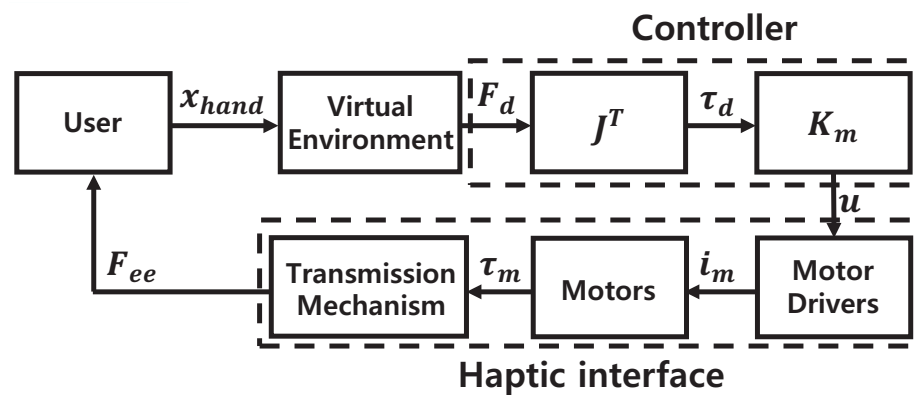 Controller
User
x_hand
Virtual
Environment
F_d
J^T
τ_d
K_m
u
F_ee
Transmission
Mechanism
τ_m
Motors
i_m
Motor
Drivers
Haptic interface